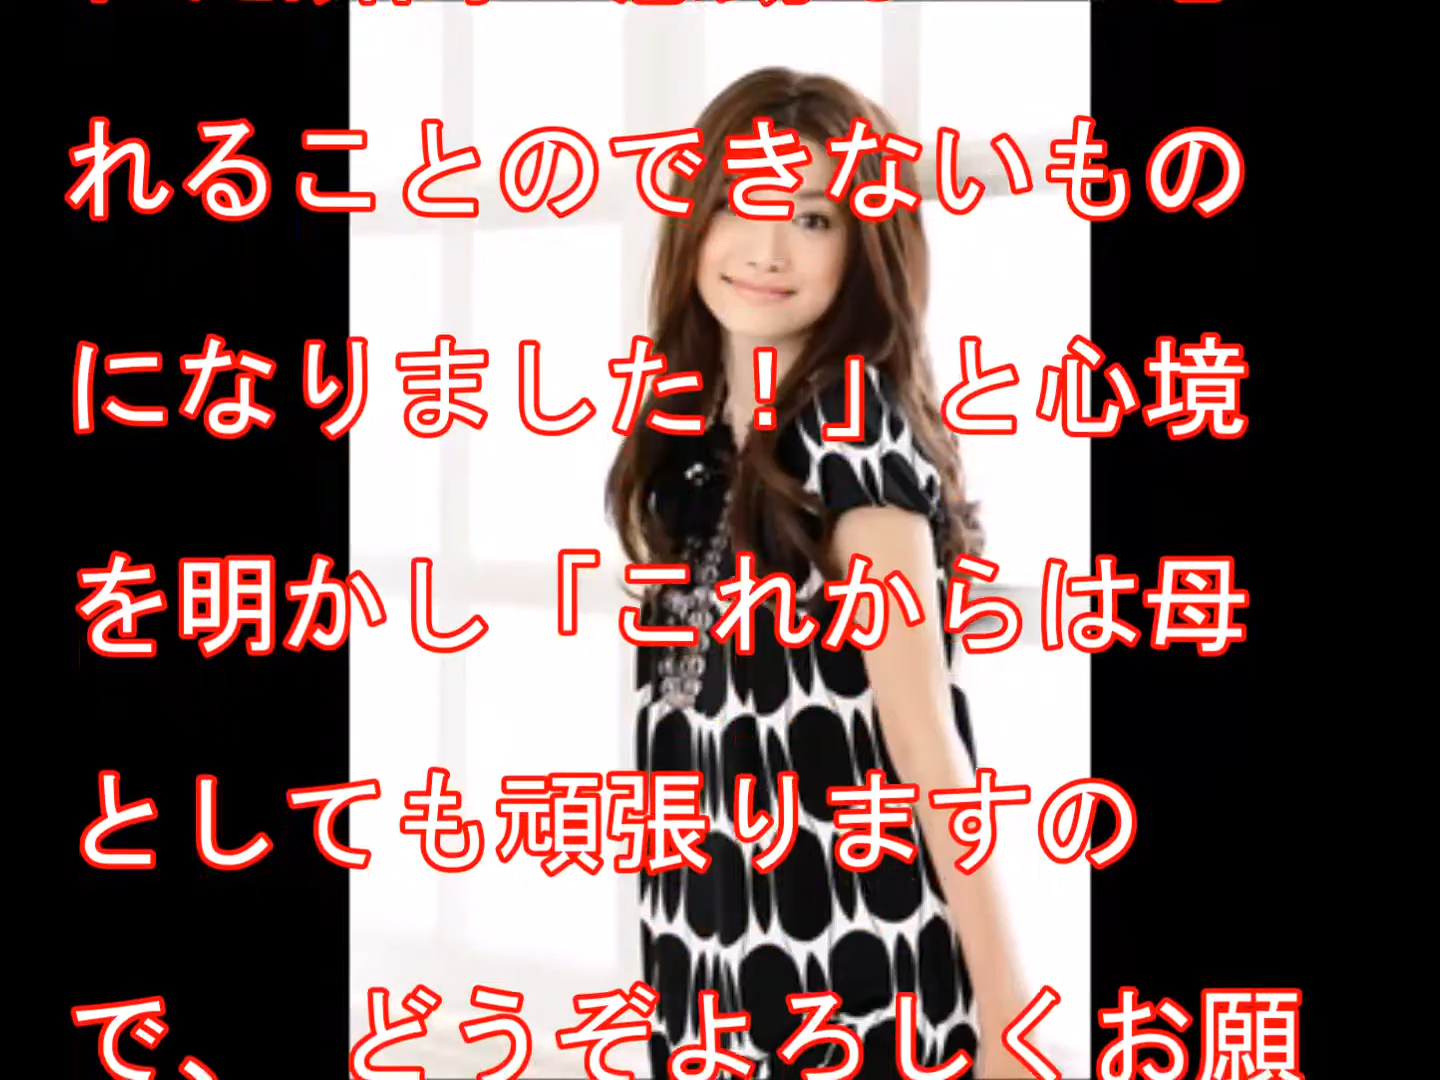 れることのできないもの
になりました！」と心境
を明かし「これからは母
としても頑張りますの
で、どうぞよろしくお願